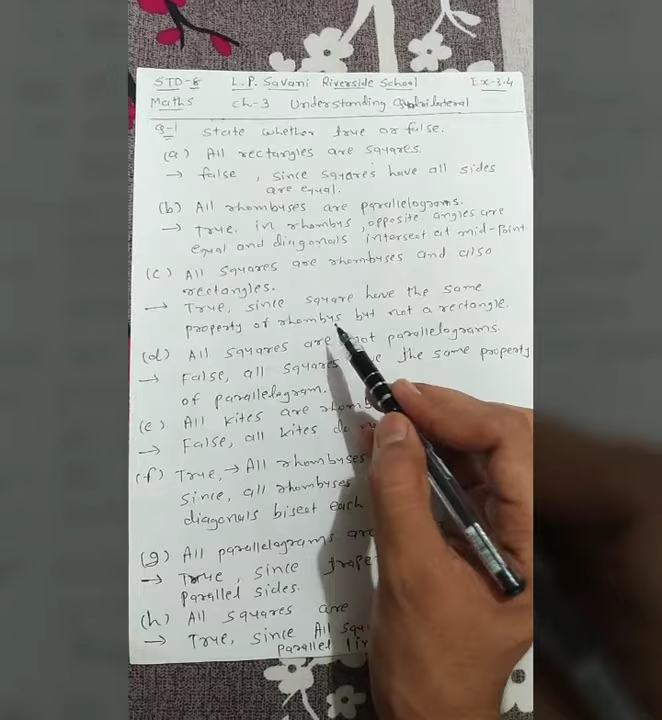 STD-8 L.P. Savani Riverside School Ex-3.4
Maths ch-3 Understanding Quadrilateral
Q-1 State whether true or false.
(a) All rectangles are squares.
→ false, since squares have all sides
are equal.
(b) All rhombuses are parallelograms.
→ True. in rhombus, opposite angles are
equal and diagonals intersect at mid-point.
(c) All squares are rhombuses and also
rectangles.
→ True, since square have the same
property of rhombus but not a rectangle.
(d) All squares are not parallelograms.
→ False, all squares the same property
of parallelogram.
(e) All kites are
→ False, all kites do
(f) True, → All rhombuses
since, all rhombuses
diagonals bisect each
(g) All parallelograms are
→ True, since
parallel sides.
(h) All squares are
→ True, since All
parallel